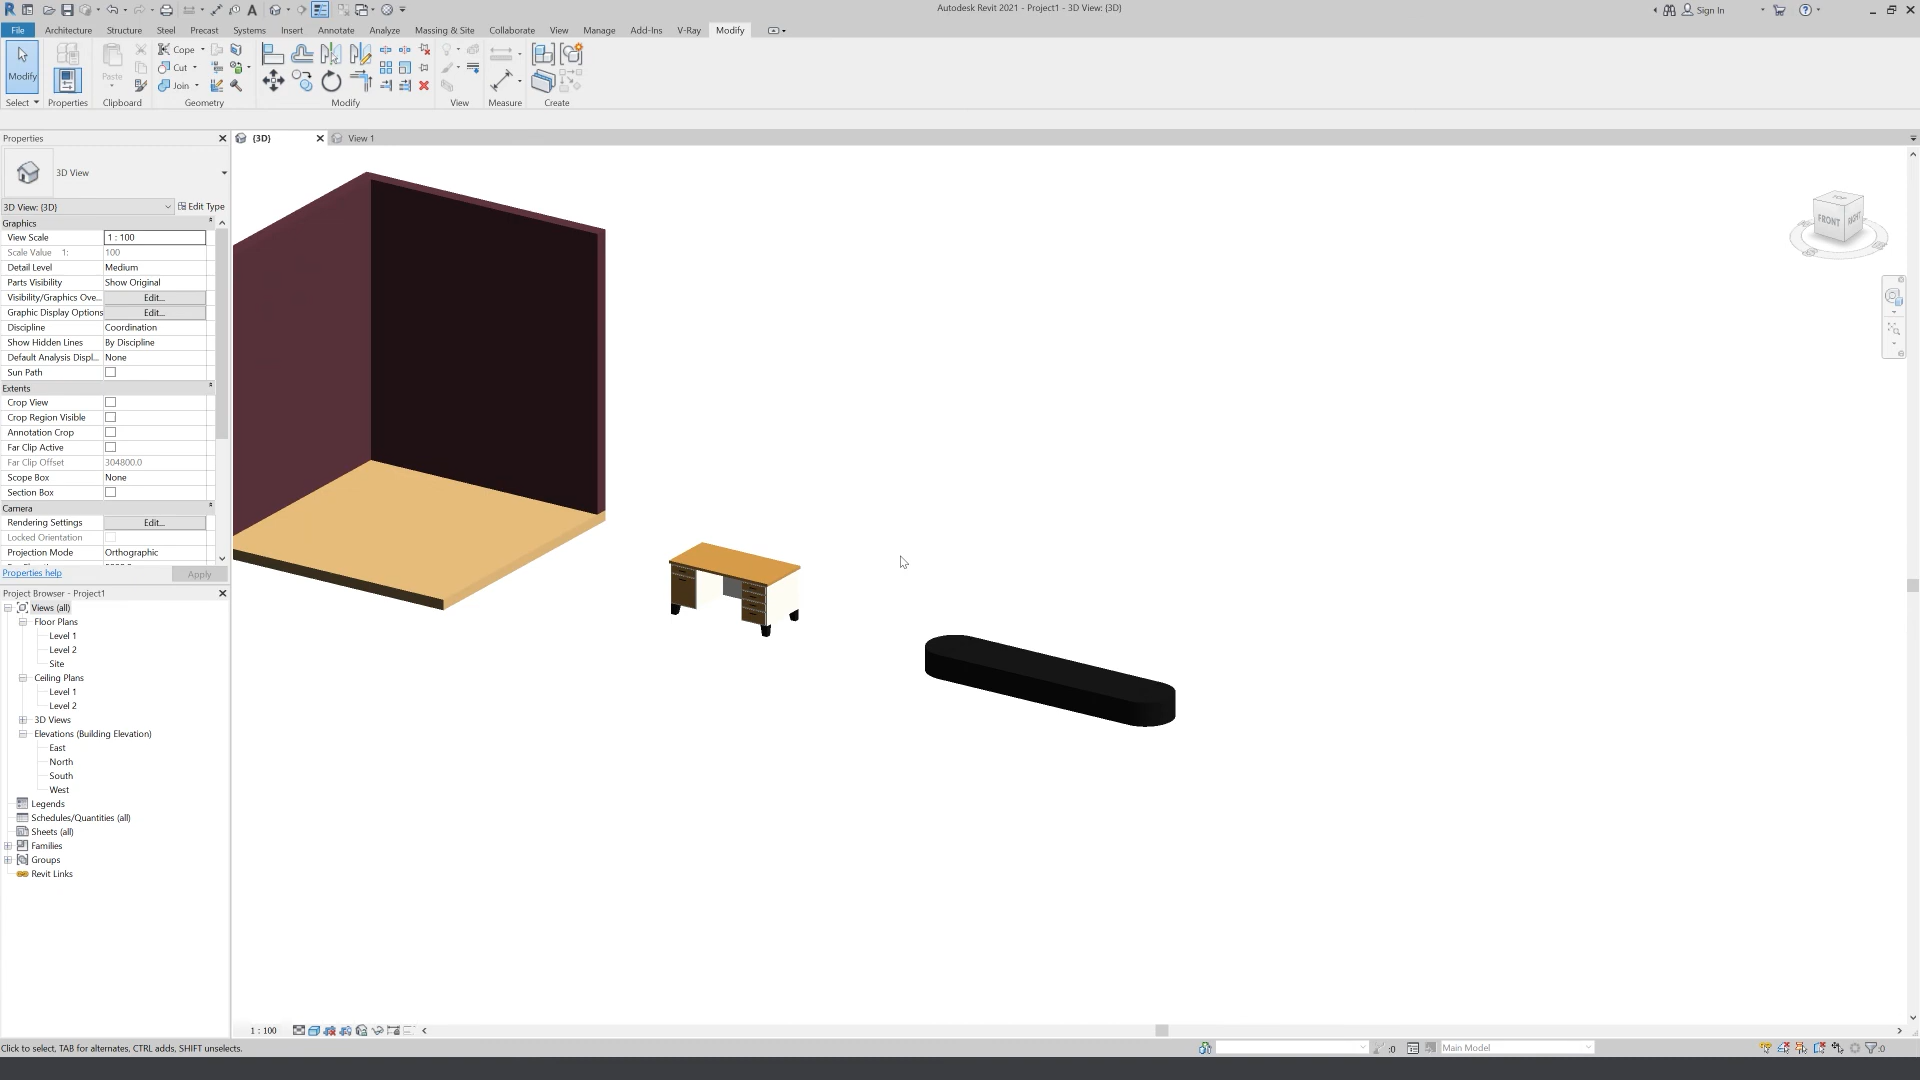 Autodesk Revit 2021 - Project1 - 3D View: {3D}
Sign In
File Architecture Structure Steel Precast Systems Insert Annotate Analyze Massing & Site Collaborate View Manage Add-Ins V-Ray Modify
Modify
Paste
Cope
Cut
Join
Select Properties Clipboard Geometry Modify View Measure Create
Properties
{3D}
View 1
3D View
3D View: {3D}
Edit Type
Graphics
View Scale 1 : 100
Scale Value 1: 100
Detail Level Medium
Parts Visibility Show Original
Visibility/Graphics Ove... Edit...
Graphic Display Options Edit...
Discipline Coordination
Show Hidden Lines By Discipline
Default Analysis Displ... None
Sun Path
Extents
Crop View
Crop Region Visible
Annotation Crop
Far Clip Active
Far Clip Offset 304800.0
Scope Box None
Section Box
Camera
Rendering Settings Edit...
Locked Orientation
Projection Mode Orthographic
Properties help
Apply
Project Browser - Project1
Views (all)
Floor Plans
Level 1
Level 2
Site
Ceiling Plans
Level 1
Level 2
3D Views
Elevations (Building Elevation)
East
North
South
West
Legends
Schedules/Quantities (all)
Sheets (all)
Families
Groups
Revit Links
TOP
FRONT
RIGHT
1 : 100
Click to select, TAB for alternates, CTRL adds, SHIFT unselects.
:0
Main Model
:0